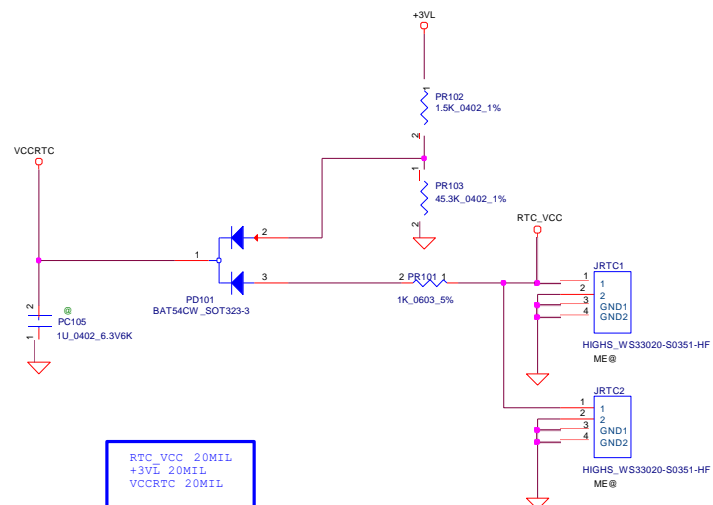 +3VL
1
PR102
1.5K_0402_1%
2
VCCRTC
1
PR103
45.3K_0402_1%
2
RTC_VCC
2
1
3
2 PR101 1
1K_0603_5%
PD101
BAT54CW_SOT323-3
JRTC1
1 1
2 2
3 GND1
4 GND2
HIGHS_WS33020-S0351-HF
ME@
2
@
PC105
1
1U_0402_6.3V6K
JRTC2
1 1
2 2
3 GND1
4 GND2
HIGHS_WS33020-S0351-HF
ME@
RTC_VCC 20MIL
+3VL 20MIL
VCCRTC 20MIL